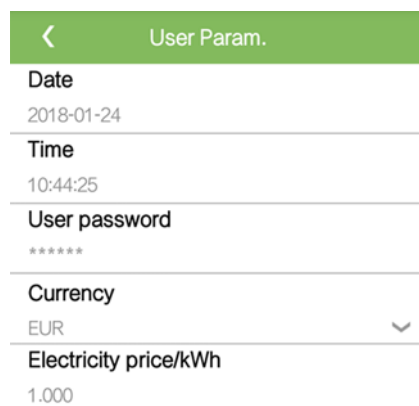 User Param.
Date
2018-01-24
Time
10:44:25
User password
******
Currency
EUR
Electricity price/kWh
1.000